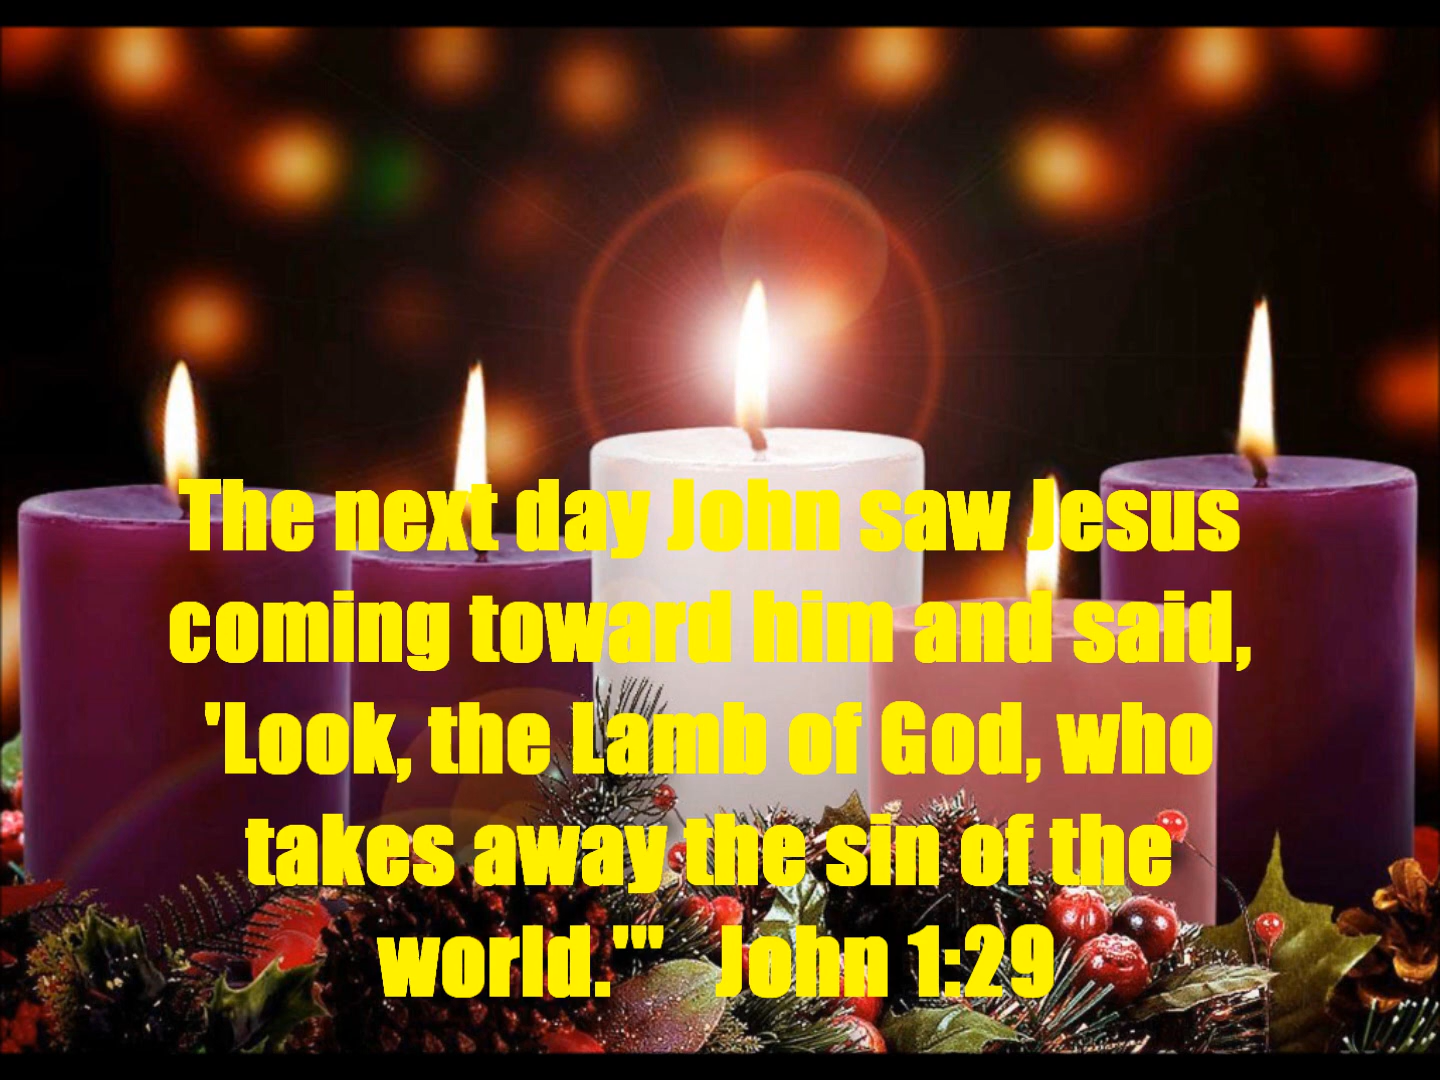 The next day John saw Jesus
coming toward him and said,
'Look, the Lamb of God, who
takes away the sin of the
world.'" John 1:29